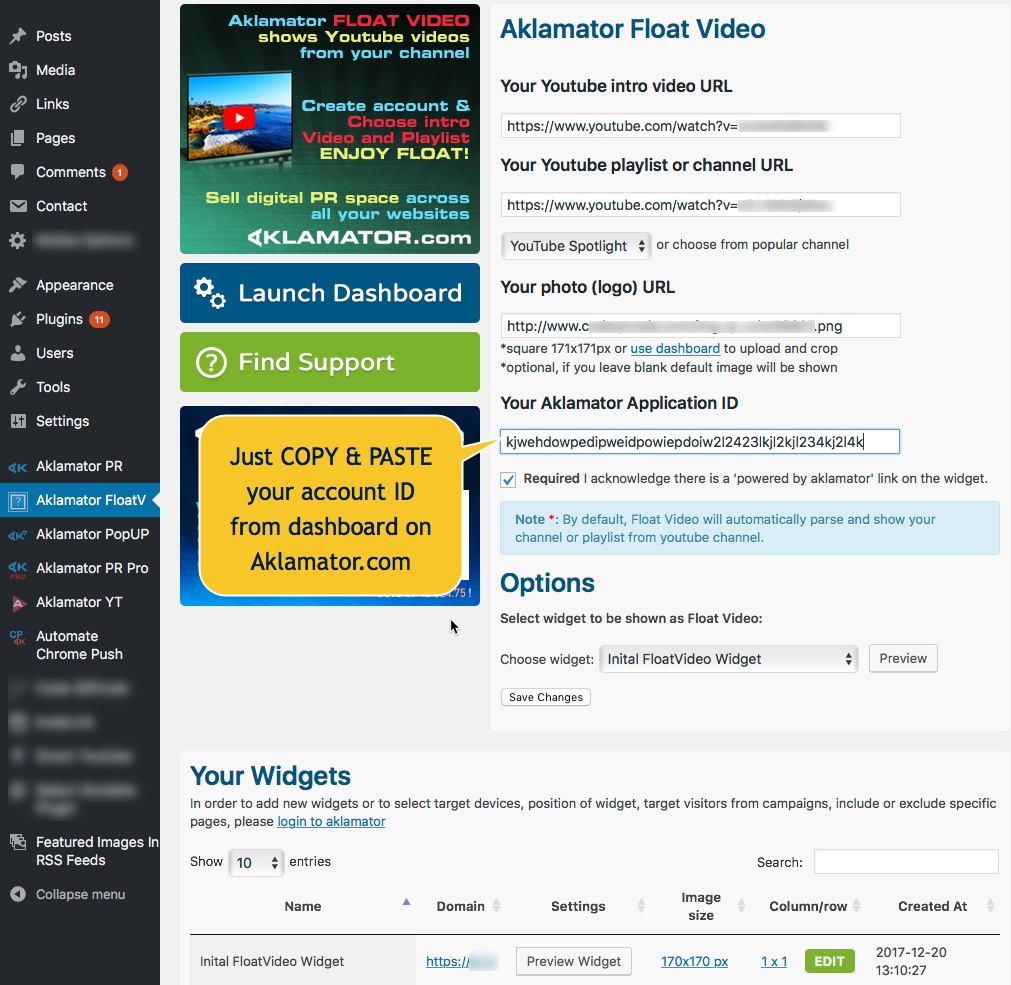 Posts
Media
Links
Pages
Comments 1
Contact
Appearance
Plugins 11
Users
Tools
Settings
Aklamator PR
Aklamator FloatV
Aklamator PopUP
Aklamator PR Pro
Aklamator YT
Automate
Chrome Push
Featured Images In
RSS Feeds
Collapse menu
Aklamator FLOAT VIDEO
shows Youtube videos
from your channel
Create account &
Choose intro
Video and Playlist
ENJOY FLOAT!
Sell digital PR space across
all your websites
AKLAMATOR.com
Launch Dashboard
Find Support
Just COPY & PASTE
your account ID
from dashboard on
Aklamator.com
Aklamator Float Video
Your Youtube intro video URL
https://www.youtube.com/watch?v=
Your Youtube playlist or channel URL
https://www.youtube.com/watch?v=
YouTube Spotlight or choose from popular channel
Your photo (logo) URL
http://www.c .png
*square 171x171px or use dashboard to upload and crop
*optional, if you leave blank default image will be shown
Your Aklamator Application ID
kjwehdowpedipweidpowiepdoiw2l2423lkjl2kjl234kj2l4k
Required I acknowledge there is a 'powered by aklamator' link on the widget.
Note *: By default, Float Video will automatically parse and show your
channel or playlist from youtube channel.
Options
Select widget to be shown as Float Video:
Choose widget: Inital FloatVideo Widget Preview
Save Changes
Your Widgets
In order to add new widgets or to select target devices, position of widget, target visitors from campaigns, include or exclude specific
pages, please login to aklamator
Show 10 entries Search:
Name Domain Settings Image size Column/row Created At
Inital FloatVideo Widget https:// Preview Widget 170x170 px 1 x 1 EDIT 2017-12-20
13:10:27